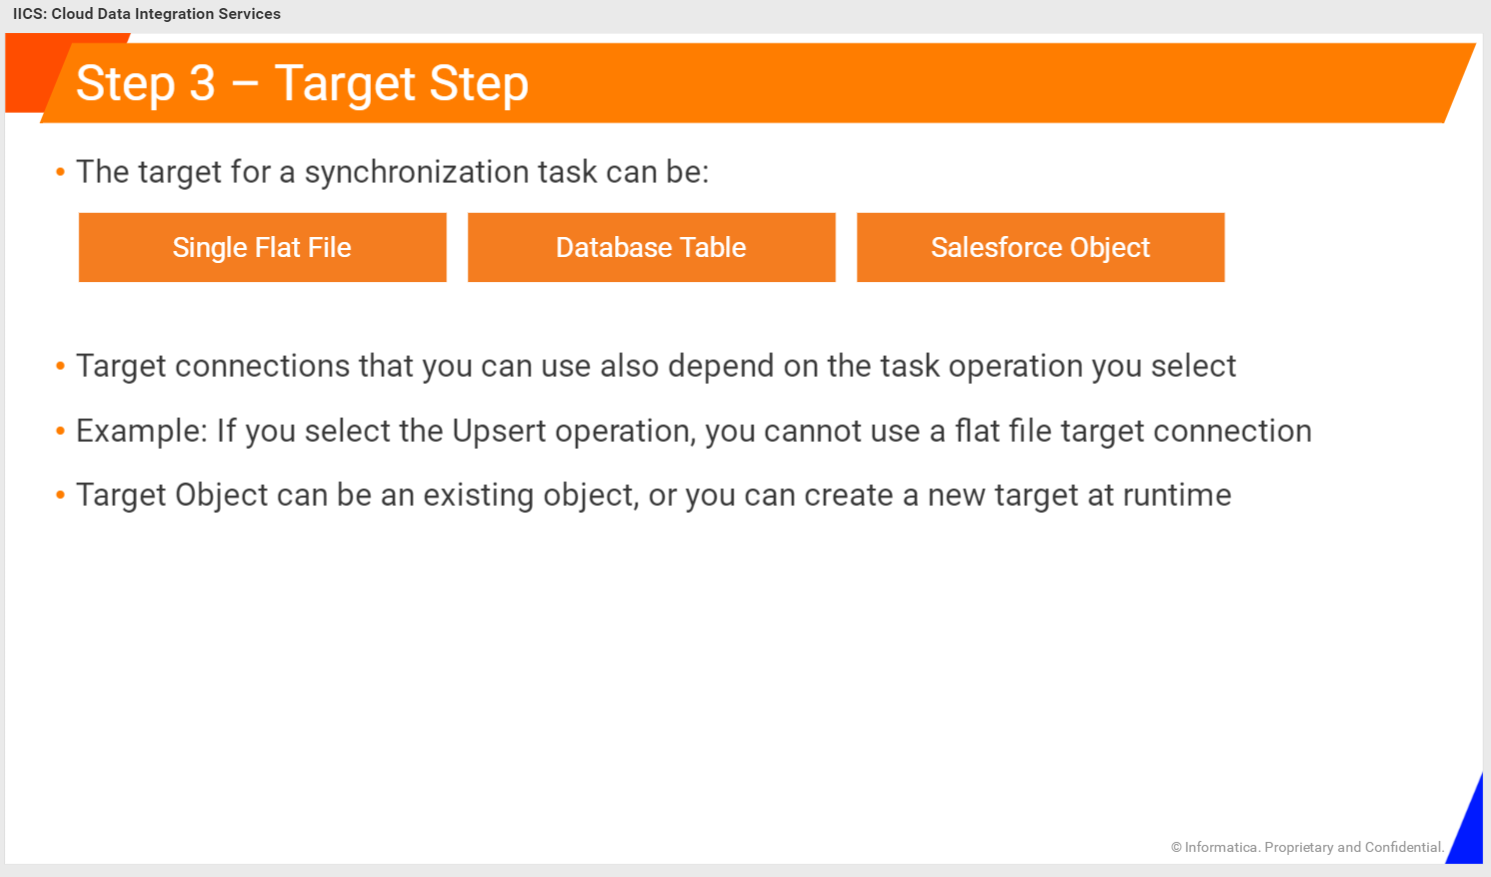 IICS: Cloud Data Integration Services
Step 3 – Target Step
• The target for a synchronization task can be:
Single Flat File
Database Table
Salesforce Object
• Target connections that you can use also depend on the task operation you select
• Example: If you select the Upsert operation, you cannot use a flat file target connection
• Target Object can be an existing object, or you can create a new target at runtime
© Informatica. Proprietary and Confidential.